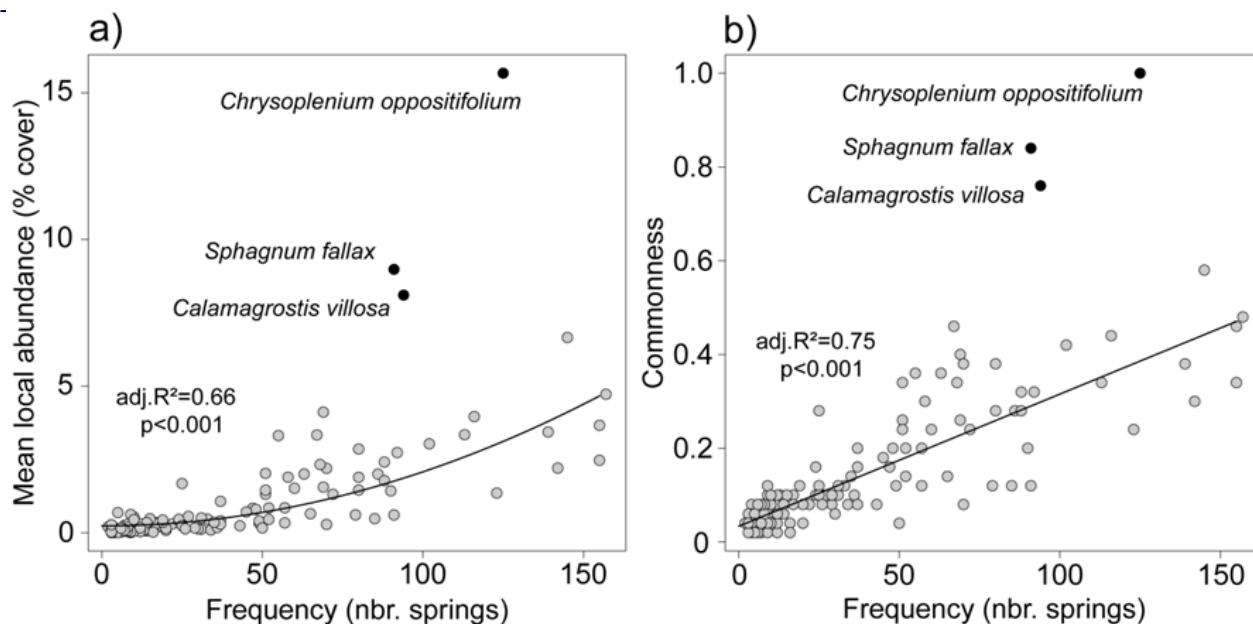 a)
Mean local abundance (% cover)
15
10
5
0
Chrysoplenium oppositifolium
Sphagnum fallax
Calamagrostis villosa
adj.R²=0.66
p<0.001
0 50 100 150
Frequency (nbr. springs)
b)
Commonness
1.0
0.8
0.6
0.4
0.2
0
Chrysoplenium oppositifolium
Sphagnum fallax
Calamagrostis villosa
adj.R²=0.75
p<0.001
0 50 100 150
Frequency (nbr. springs)